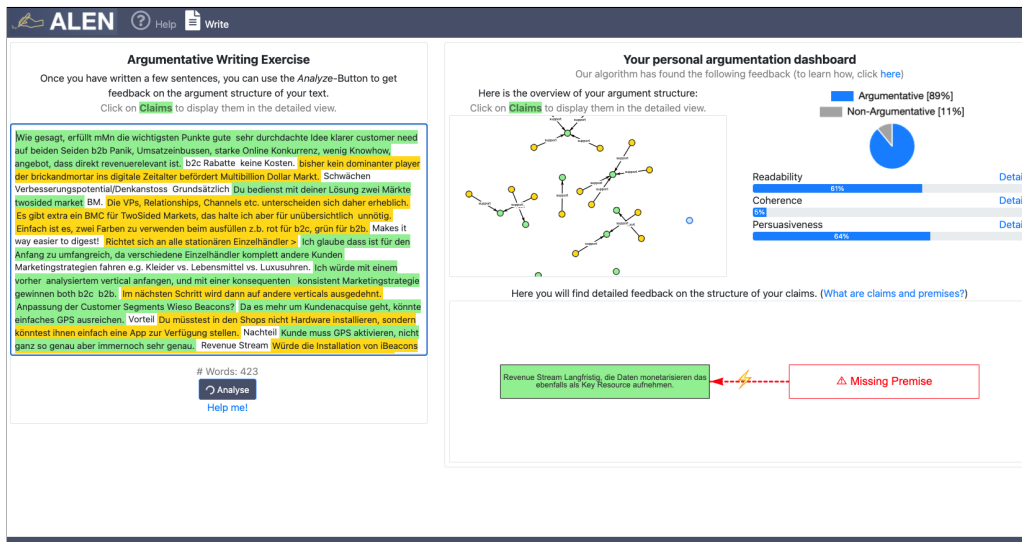 ALEN
Help
Write
Argumentative Writing Exercise
Once you have written a few sentences, you can use the Analyze-Button to get
feedback on the argument structure of your text.
Click on Claims to display them in the detailed view.
Wie gesagt, erfüllt mMn die wichtigsten Punkte gute sehr durchdachte Idee klarer customer need
auf beiden Seiden b2b Panik, Umsatzeinbussen, starke Online Konkurrenz, wenig Knowhow,
angebot, dass direkt revenuerelevant ist. b2c Rabatte keine Kosten. bisher kein dominanter player
der brickandmortar ins digitale Zeitalter befördert Multibillion Dollar Markt. Schwächen
Verbesserungspotential/Denkanstoss Grundsätzlich Du bedienst mit deiner Lösung zwei Märkte
twosided market BM. Die VPs, Relationships, Channels etc. unterscheiden sich daher erheblich.
Es gibt extra ein BMC für TwoSided Markets, das halte ich aber für unübersichtlich unnötig.
Einfach ist es, zwei Farben zu verwenden beim ausfüllen z.b. rot für b2c, grün für b2b. Makes it
way easier to digest! Richtet sich an alle stationären Einzelhändler > Ich glaube dass ist für den
Anfang zu umfangreich, da verschiedene Einzelhändler komplett andere Kunden
Marketingstrategien fahren e.g. Kleider vs. Lebensmittel vs. Luxusuhren. Ich würde mit einem
vorher analysiertem vertical anfangen, und mit einer konsequenten konsistent Marketingstrategie
gewinnen both b2c b2b. Im nächsten Schritt wird dann auf andere verticals ausgedehnt.
Anpassung der Customer Segments Wieso Beacons? Da es mehr um Kundenacquise geht, könnte
einfaches GPS ausreichen. Vorteil Du müsstest in den Shops nicht Hardware installieren, sondern
könntest ihnen einfach eine App zur Verfügung stellen. Nachteil Kunde muss GPS aktivieren, nicht
ganz so genau aber immernoch sehr genau. Revenue Stream Würde die Installation von iBeacons
# Words: 423
Analyse
Help me!
Your personal argumentation dashboard
Our algorithm has found the following feedback (to learn how, click here)
Here is the overview of your argument structure:
Click on Claims to display them in the detailed view.
Argumentative [89%]
Non-Argumentative [11%]
Readability
Detai
61%
Coherence
Detai
5%
Persuasiveness
Detai
64%
Here you will find detailed feedback on the structure of your claims. (What are claims and premises?)
Revenue Stream Langfristig, die Daten monetarisieren das
ebenfalls als Key Resource aufnehmen.
⚠ Missing Premise